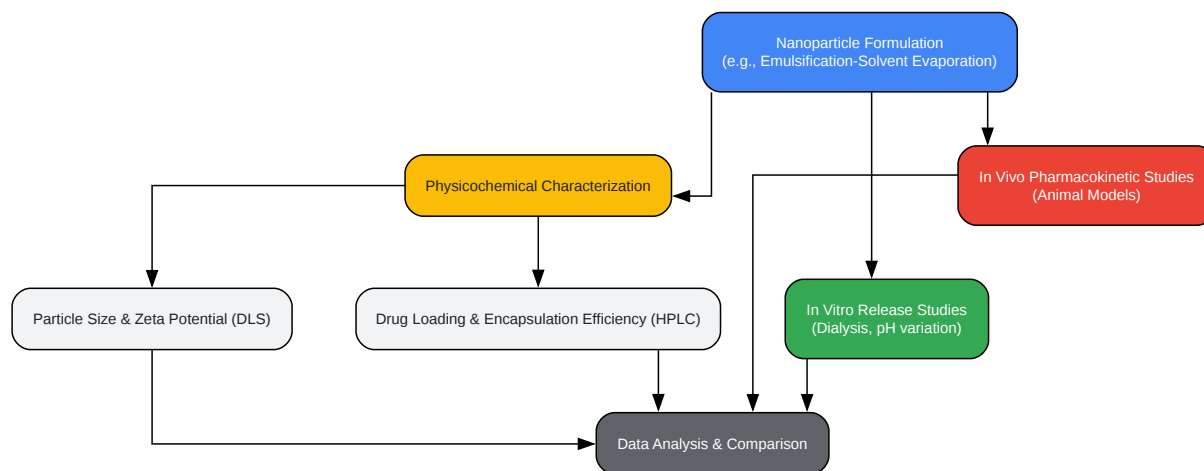 Nanoparticle Formulation
(e.g., Emulsification-Solvent Evaporation)
Physicochemical Characterization
In Vivo Pharmacokinetic Studies
(Animal Models)
Particle Size & Zeta Potential (DLS)
Drug Loading & Encapsulation Efficiency (HPLC)
In Vitro Release Studies
(Dialysis, pH variation)
Data Analysis & Comparison